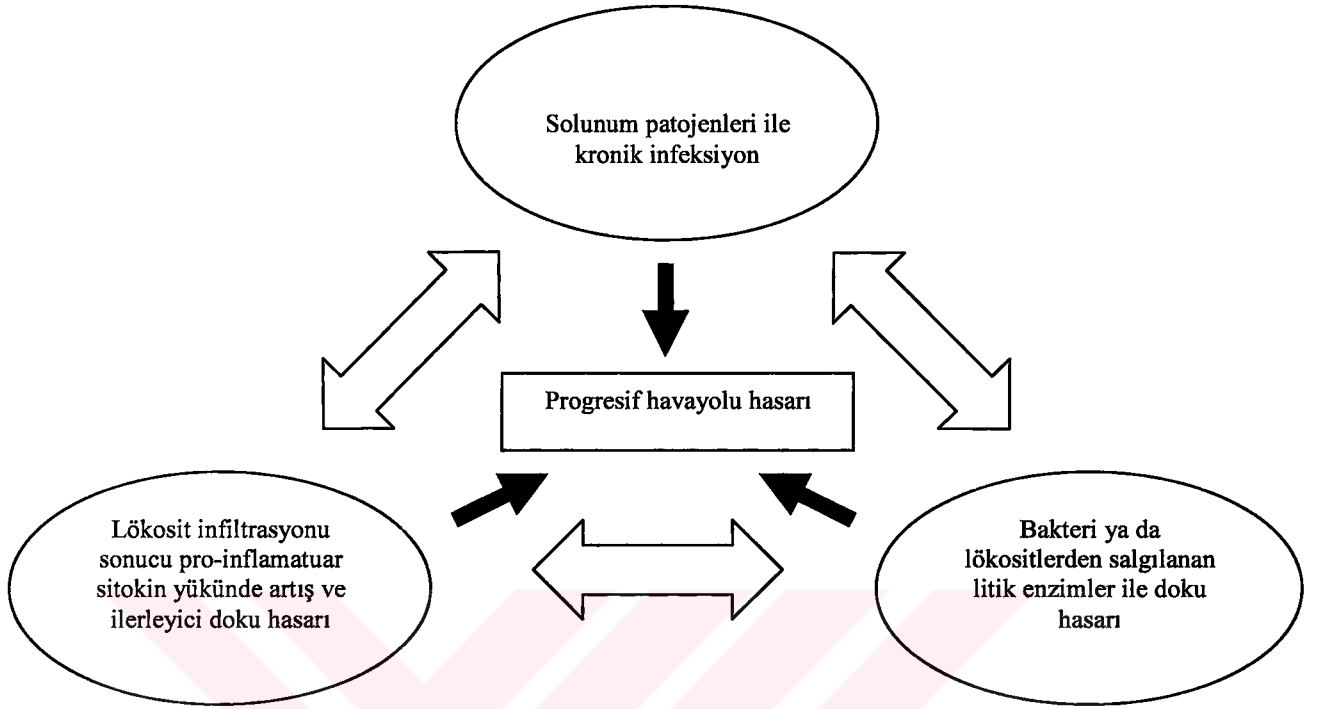 Solunum patojenleri ile
kronik infeksiyon
Progresif havayolu hasarı
Lökosit infiltrasyonu
sonucu pro-inflamatuar
sitokin yükünde artış ve
ilerleyici doku hasarı
Bakteri ya da
lökositlerden salgılanan
litik enzimler ile doku
hasarı